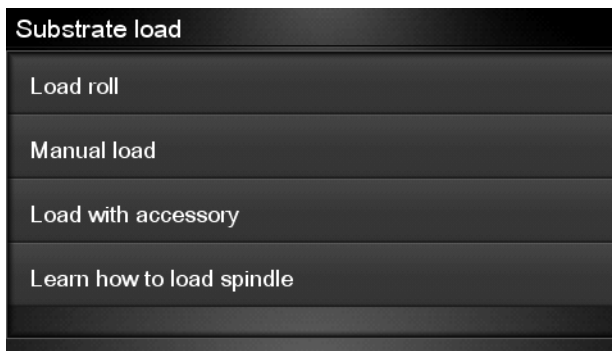 Substrate load
Load roll
Manual load
Load with accessory
Learn how to load spindle